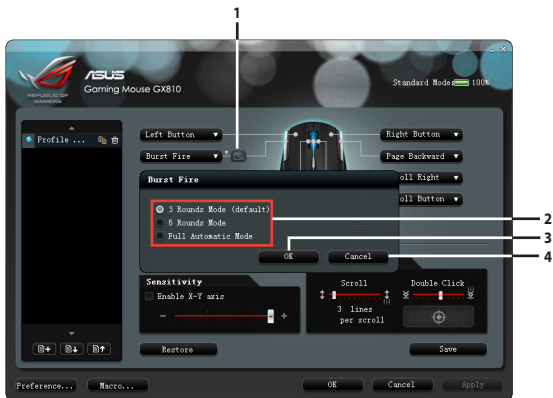 1
ASUS
Gaming Mouse GX810
REPUBLIC OF
GAMERS
Standard Mode 100%
Profile ...
Left Button
Right Button
Burst Fire
Page Backward
oll Right
oll Button
Burst Fire
3 Rounds Mode (default)
5 Rounds Mode
Full Automatic Mode
2
OK
Cancel
3
4
Sensitivity
Enable X-Y axis
- +
Scroll
3 lines
per scroll
Double Click
Restore
Save
Preference...
Macro...
OK
Cancel
Apply